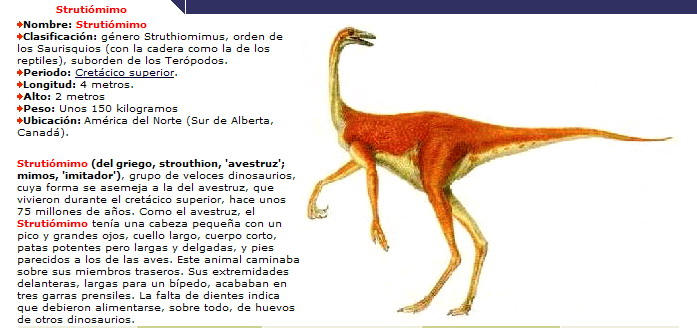 Strutiómimo
Nombre: Strutiómimo
Clasificación: género Struthiomimus, orden de
los Saurisquios (con la cadera como la de los
reptiles), suborden de los Terópodos.
Periodo: Cretácico superior.
Longitud: 4 metros.
Alto: 2 metros
Peso: Unos 150 kilogramos
Ubicación: América del Norte (Sur de Alberta,
Canadá).
Strutiómimo (del griego, strouthion, 'avestruz';
mimos, 'imitador'), grupo de veloces dinosaurios,
cuya forma se asemeja a la del avestruz, que
vivieron durante el cretácico superior, hace unos
75 millones de años. Como el avestruz, el
Strutiómimo tenía una cabeza pequeña con un
pico y grandes ojos, cuello largo, cuerpo corto,
patas potentes pero largas y delgadas, y pies
parecidos a los de las aves. Este animal caminaba
sobre sus miembros traseros. Sus extremidades
delanteras, largas para un bípedo, acababan en
tres garras prensiles. La falta de dientes indica
que debieron alimentarse, sobre todo, de huevos
de otros dinosaurios.